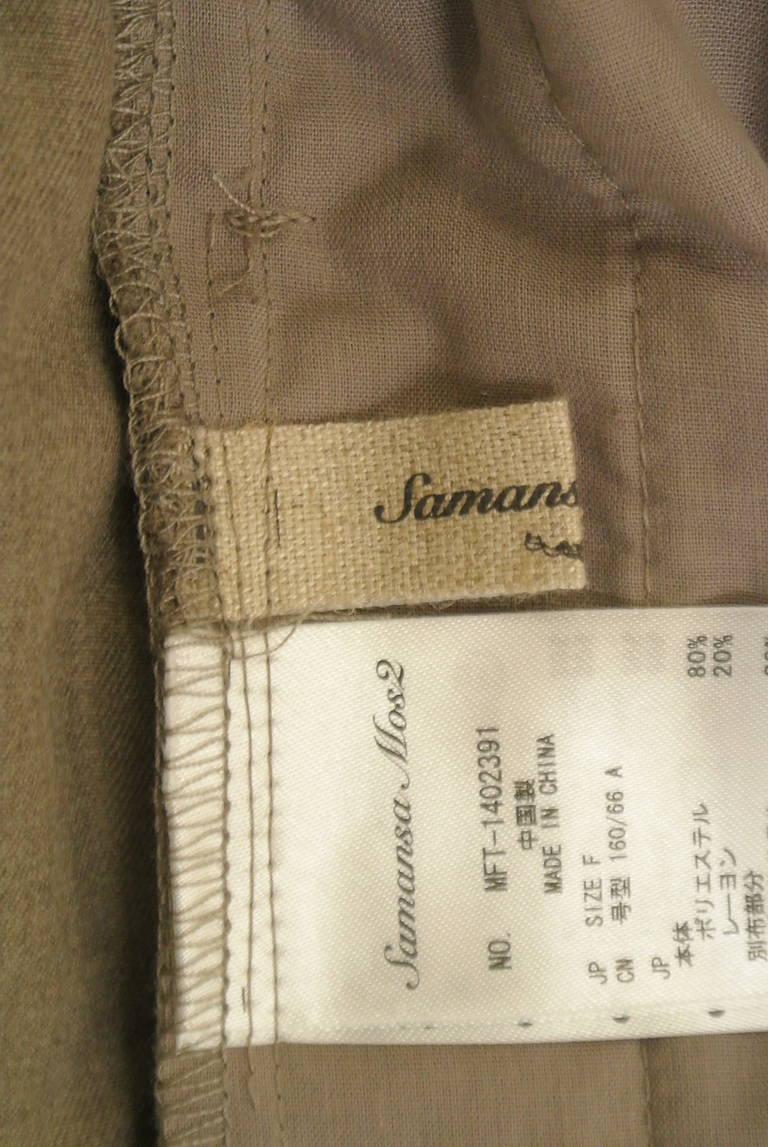 Samans
Samansa Mos2
NO. MFT-1402391
中国製
MADE IN CHINA
JP SIZE F
CN 号型 160/66 A
JP
本体
ポリエステル 80%
レーヨン 20%
別布部分